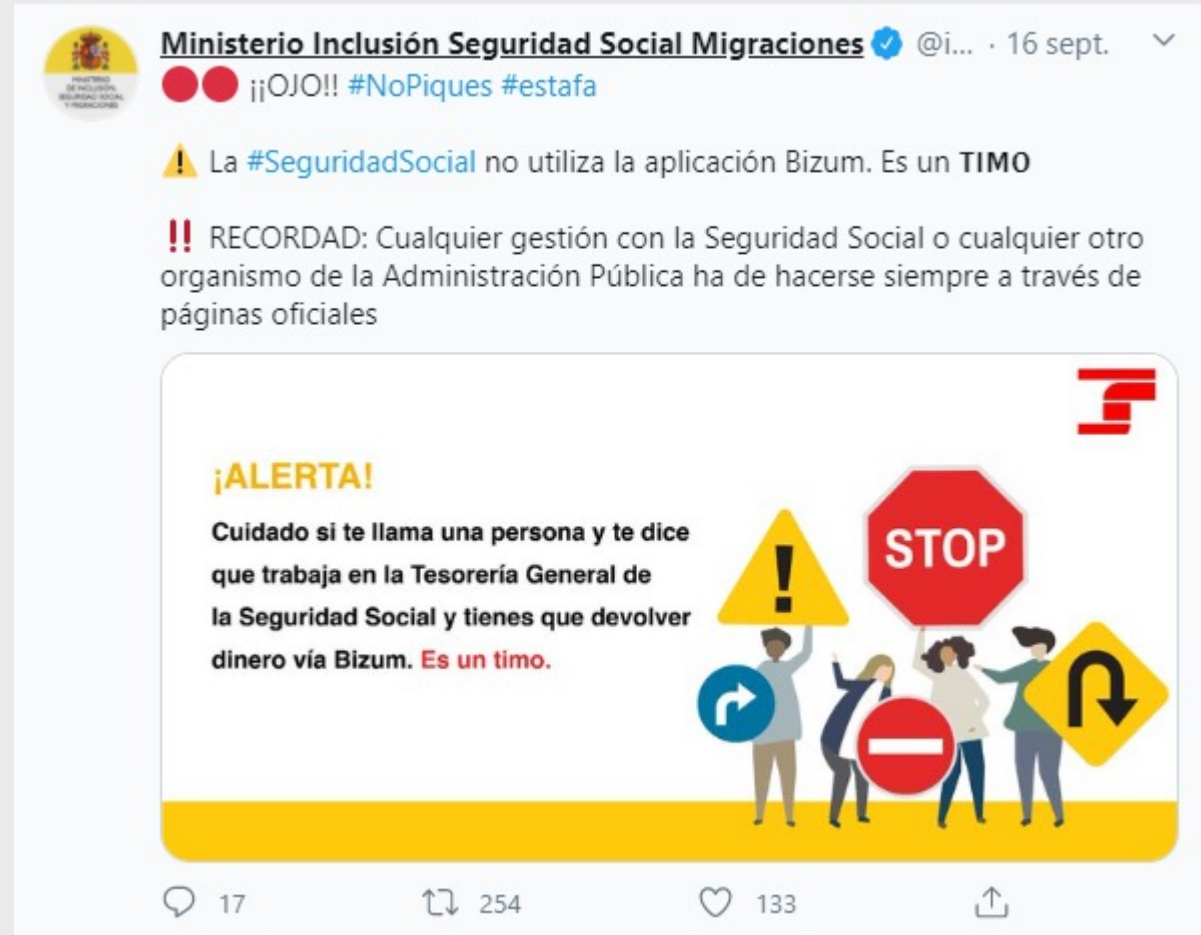 Ministerio Inclusión Seguridad Social Migraciones @i... · 16 sept.
¡¡OJO!! #NoPiques #estafa
La #SeguridadSocial no utiliza la aplicación Bizum. Es un TIMO
‼ RECORDAD: Cualquier gestión con la Seguridad Social o cualquier otro
organismo de la Administración Pública ha de hacerse siempre a través de
páginas oficiales
¡ALERTA!
Cuidado si te llama una persona y te dice
que trabaja en la Tesorería General de
la Seguridad Social y tienes que devolver
dinero vía Bizum. Es un timo.
!
STOP
17 254 133